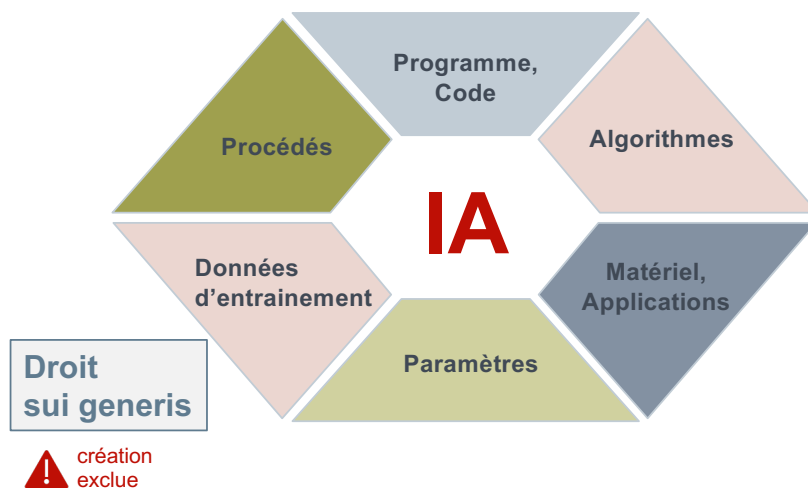 Programme,
Code
Procédés
Algorithmes
IA
Données
d'entrainement
Matériel,
Applications
Paramètres
Droit
sui generis
création
exclue